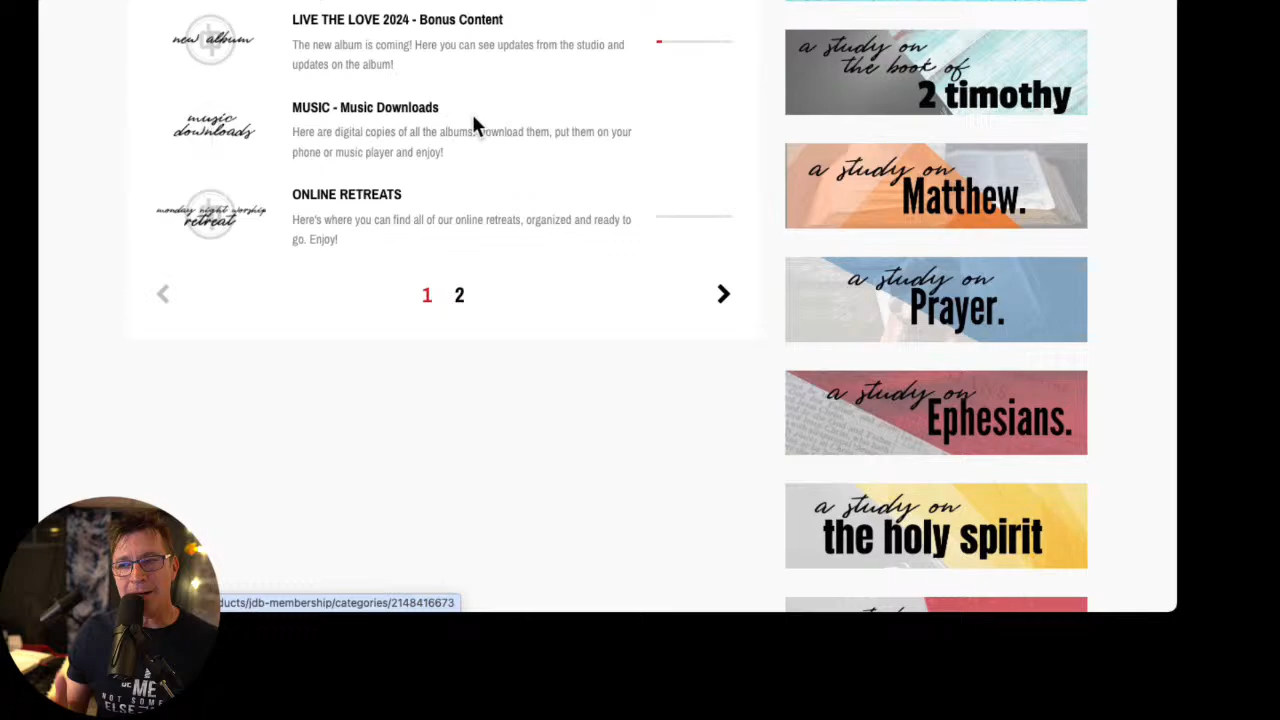 new album
LIVE THE LOVE 2024 - Bonus Content
The new album is coming! Here you can see updates from the studio and
updates on the album!
music
downloads
MUSIC - Music Downloads
Here are digital copies of all the albums. Download them, put them on your
phone or music player and enjoy!
monday night worship
retreat
ONLINE RETREATS
Here's where you can find all of our online retreats, organized and ready to
go. Enjoy!
1 2
a study on
the book of
2 timothy
a study on
Matthew.
a study on
Prayer.
a study on
Ephesians.
a study on
the holy spirit
ducts/jdb-membership/categories/2148416673
ME
NOT SOME
ELSE